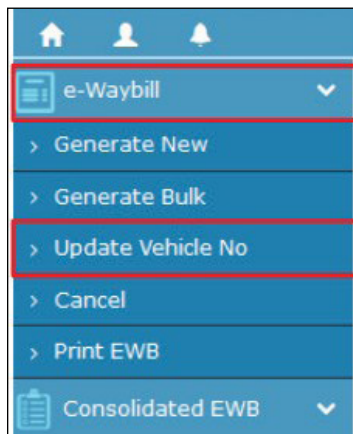 e-Waybill
› Generate New
› Generate Bulk
› Update Vehicle No
› Cancel
› Print EWB
Consolidated EWB